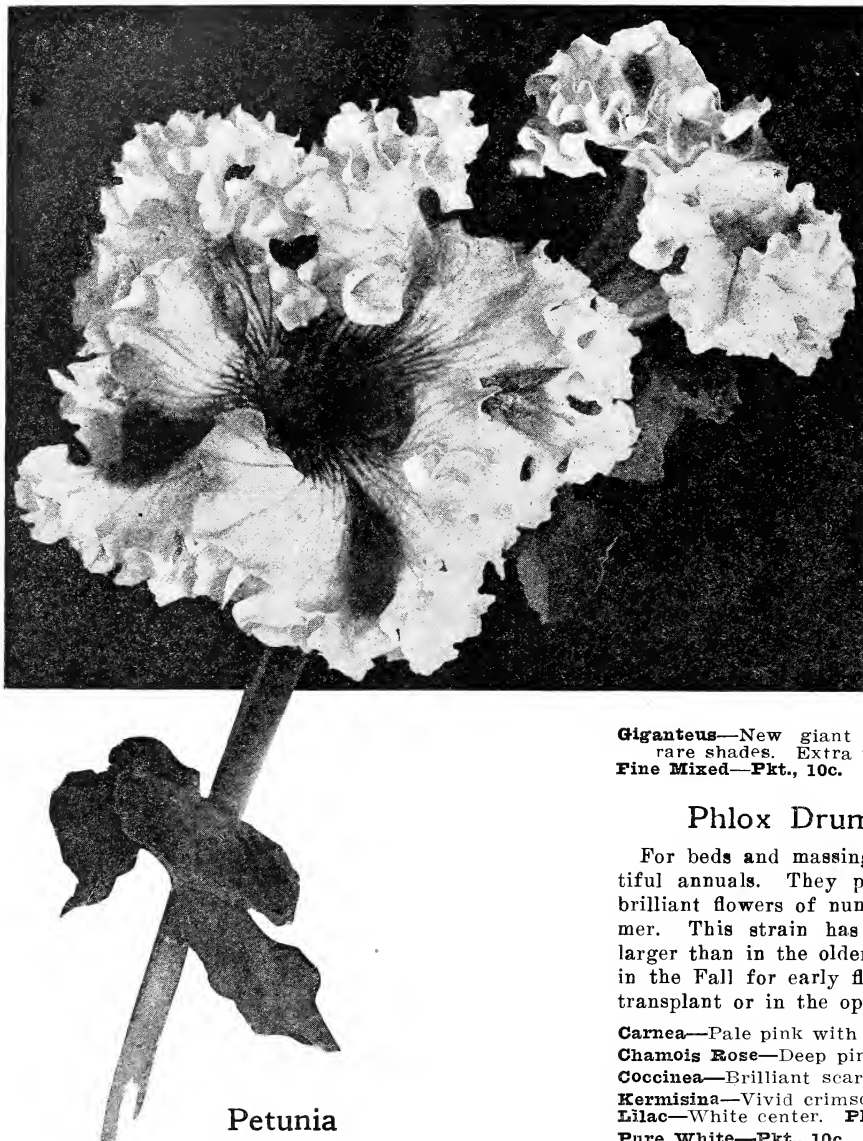 Giganteus—New giant
rare shades. Extra
Fine Mixed—Pkt., 10c.
Phlox Drum
For beds and massing
tiful annuals. They p
brilliant flowers of num
mer. This strain has
larger than in the older
in the Fall for early fl
transplant or in the op
Carnea—Pale pink with
Chamois Rose—Deep pin
Coccinea—Brilliant scar
Kermisina—Vivid crimso
Lilac—White center. Pk
Pure White—Pkt., 10c.
Petunia